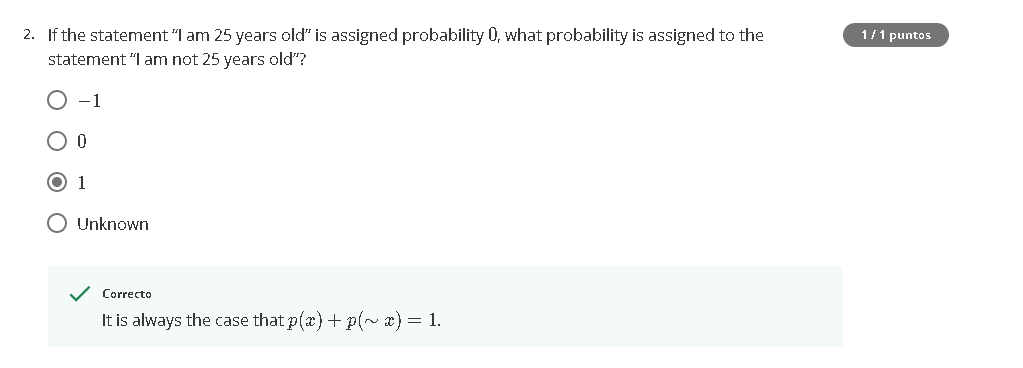 2. If the statement “I am 25 years old” is assigned probability 0, what probability is assigned to the
1 / 1 puntos
statement “I am not 25 years old”?
−1
0
1
Unknown
Correcto
It is always the case that p(x) + p(∼ x) = 1.